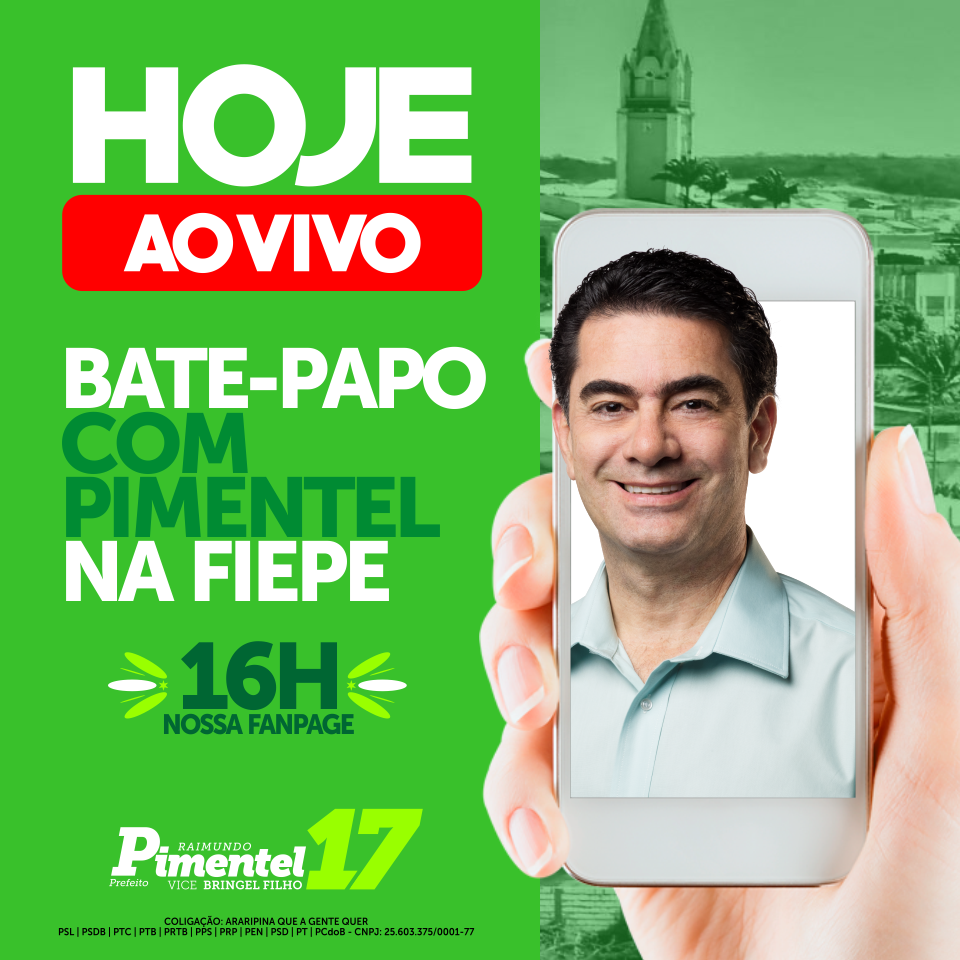 HOJE
AO VIVO
BATE-PAPO
COM
PIMENTEL
NA FIEPE
16H
NOSSA FANPAGE
RAIMUNDO
Pimentel 17
Prefeito
VICE BRINGEL FILHO
COLIGAÇÃO: ARARIPINA QUE A GENTE QUER
PSL | PSDB | PTC | PTB | PRTB | PPS | PRP | PEN | PSD | PT | PCdoB - CNPJ: 25.603.375/0001-77